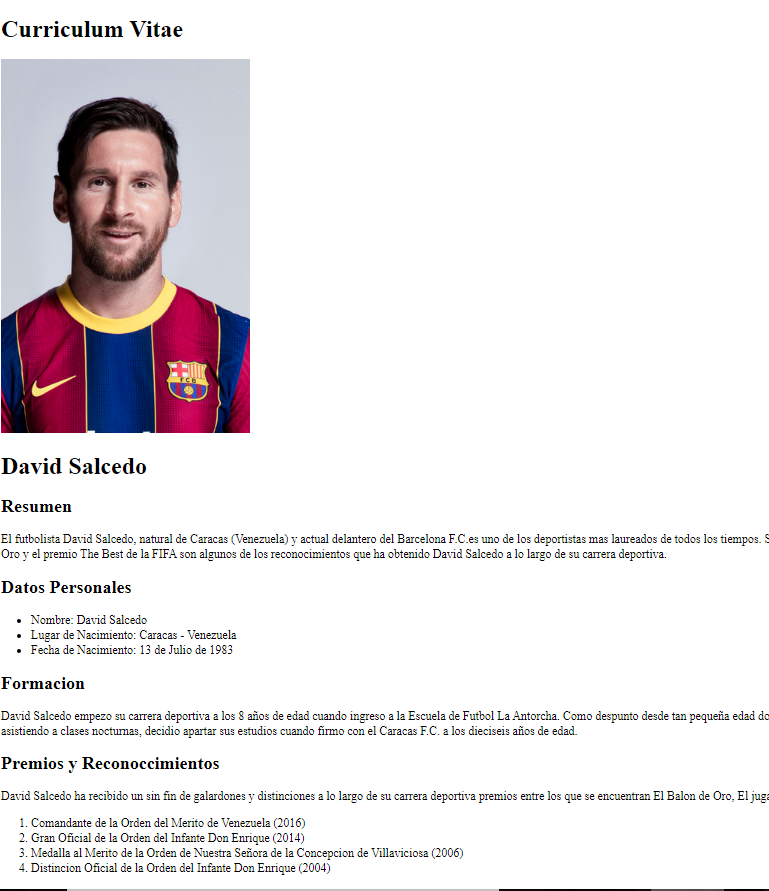 Curriculum Vitae
FCB
David Salcedo
Resumen
El futbolista David Salcedo, natural de Caracas (Venezuela) y actual delantero del Barcelona F.C.es uno de los deportistas mas laureados de todos los tiempos. S
Oro y el premio The Best de la FIFA son algunos de los reconocimientos que ha obtenido David Salcedo a lo largo de su carrera deportiva.
Datos Personales
• Nombre: David Salcedo
• Lugar de Nacimiento: Caracas - Venezuela
• Fecha de Nacimiento: 13 de Julio de 1983
Formacion
David Salcedo empezo su carrera deportiva a los 8 años de edad cuando ingreso a la Escuela de Futbol La Antorcha. Como despunto desde tan pequeña edad do
asistiendo a clases nocturnas, decidio apartar sus estudios cuando firmo con el Caracas F.C. a los dieciseis años de edad.
Premios y Reconoccimientos
David Salcedo ha recibido un sin fin de galardones y distinciones a lo largo de su carrera deportiva premios entre los que se encuentran El Balon de Oro, El juga
1. Comandante de la Orden del Merito de Venezuela (2016)
2. Gran Oficial de la Orden del Infante Don Enrique (2014)
3. Medalla al Merito de la Orden de Nuestra Señora de la Concepcion de Villaviciosa (2006)
4. Distincion Oficial de la Orden del Infante Don Enrique (2004)